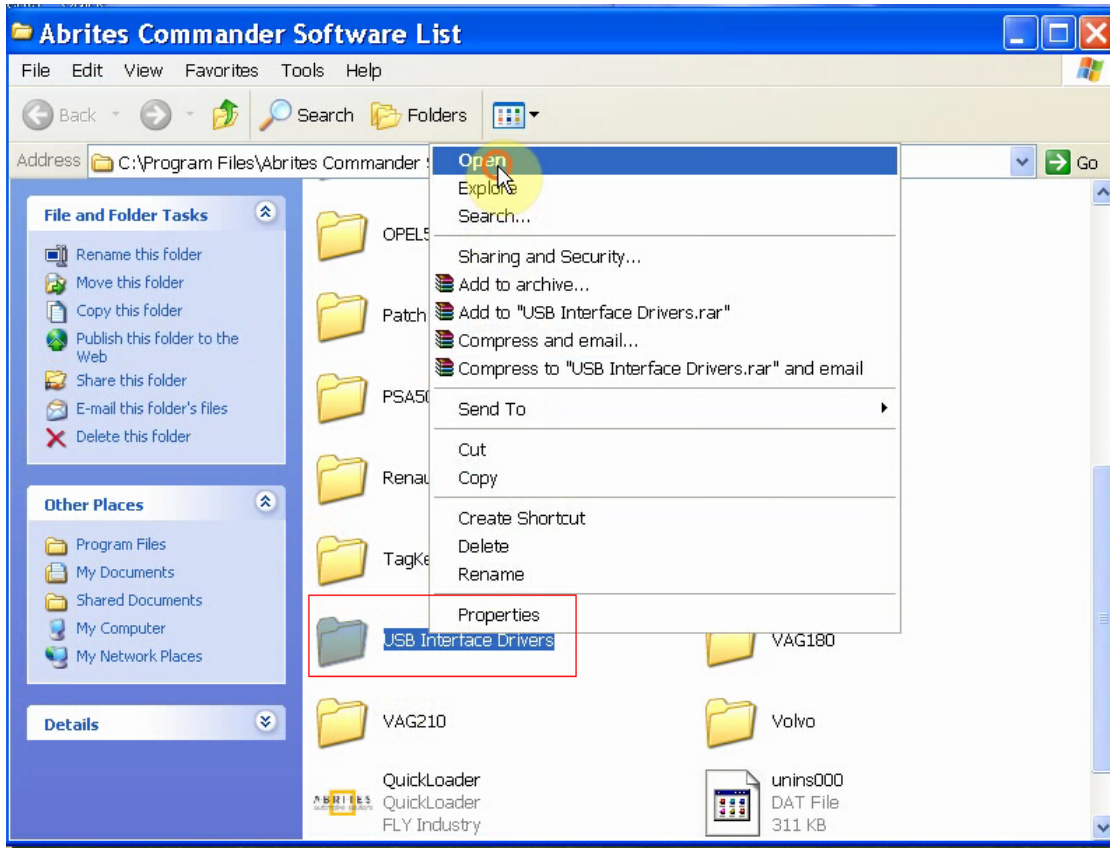 Abrites Commander Software List
File Edit View Favorites Tools Help
Back Search Folders
Address C:\Program Files\Abrites Commander Go
File and Folder Tasks
Rename this folder
Move this folder
Copy this folder
Publish this folder to the
Web
Share this folder
E-mail this folder's files
Delete this folder
Other Places
Program Files
My Documents
Shared Documents
My Computer
My Network Places
Details
Open
Explore
Search...
Sharing and Security...
Add to archive...
Add to "USB Interface Drivers.rar"
Compress and email...
Compress to "USB Interface Drivers.rar" and email
Send To
Cut
Copy
Create Shortcut
Delete
Rename
Properties
Patch
USB Interface Drivers
VAG180
VAG210
Volvo
QuickLoader
QuickLoader
FLY Industry
ABRITES
unins000
DAT File
311 KB